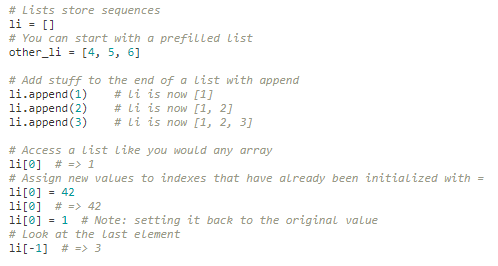 # Lists store sequences
li = []
# You can start with a prefilled list
other_li = [4, 5, 6]
# Add stuff to the end of a list with append
li.append(1)    # li is now [1]
li.append(2)    # li is now [1, 2]
li.append(3)    # li is now [1, 2, 3]
# Access a list like you would any array
li[0]  # => 1
# Assign new values to indexes that have already been initialized with =
li[0] = 42
li[0]  # => 42
li[0] = 1  # Note: setting it back to the original value
# Look at the last element
li[-1]  # => 3